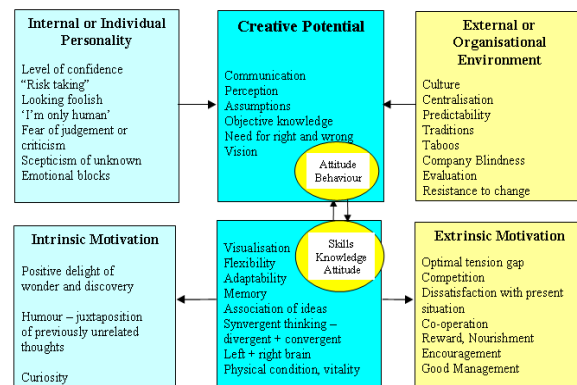 Internal or Individual
Personality
Level of confidence
“Risk taking”
Looking foolish
‘I’m only human’
Fear of judgement or
criticism
Scepticism of unknown
Emotional blocks
Creative Potential
Communication
Perception
Assumptions
Objective knowledge
Need for right and wrong
Vision
Attitude
Behaviour
External or
Organisational
Environment
Culture
Centralisation
Predictability
Traditions
Taboos
Company Blindness
Evaluation
Resistance to change
Intrinsic Motivation
Positive delight of
wonder and discovery
Humour – juxtaposition
of previously unrelated
thoughts
Curiosity
Visualisation
Flexibility
Adaptability
Memory
Association of ideas
Synvergent thinking –
divergent + convergent
Left + right brain
Physical condition, vitality
Skills
Knowledge
Attitude
Extrinsic Motivation
Optimal tension gap
Competition
Dissatisfaction with present
situation
Co-operation
Reward, Nourishment
Encouragement
Good Management